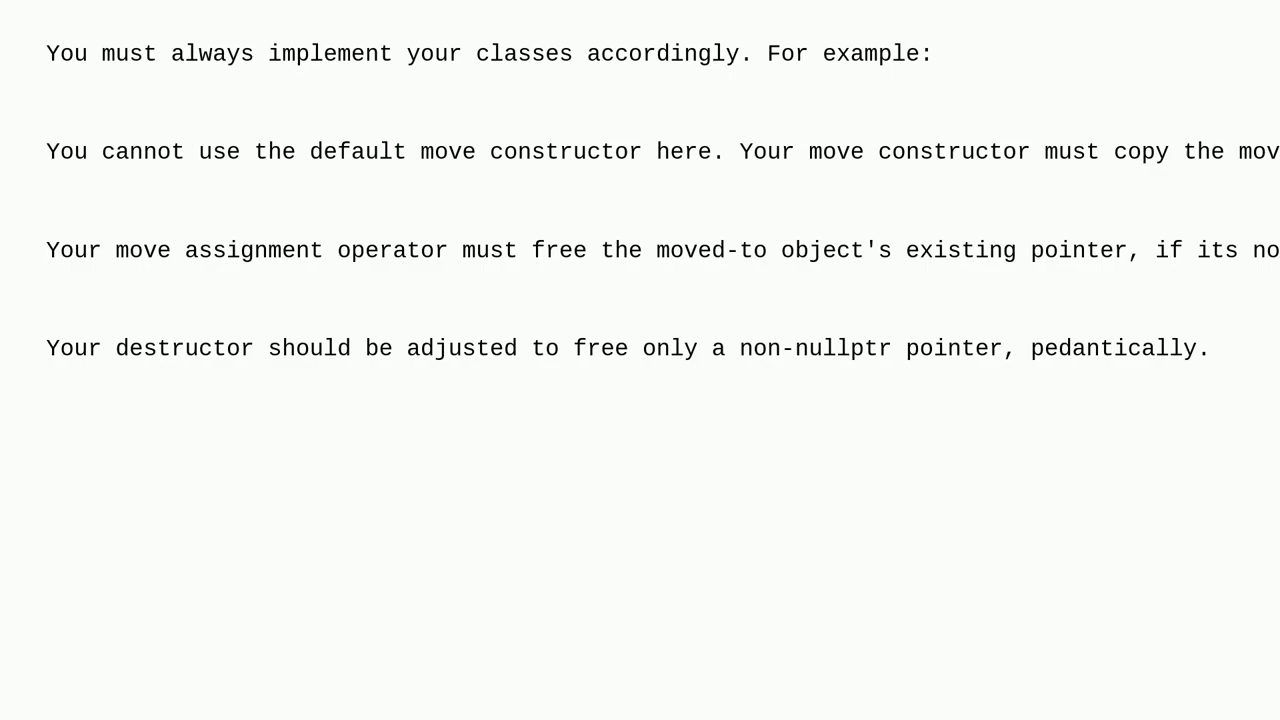 You must always implement your classes accordingly. For example:
You cannot use the default move constructor here. Your move constructor must copy the mov
Your move assignment operator must free the moved-to object's existing pointer, if its no
Your destructor should be adjusted to free only a non-nullptr pointer, pedantically.